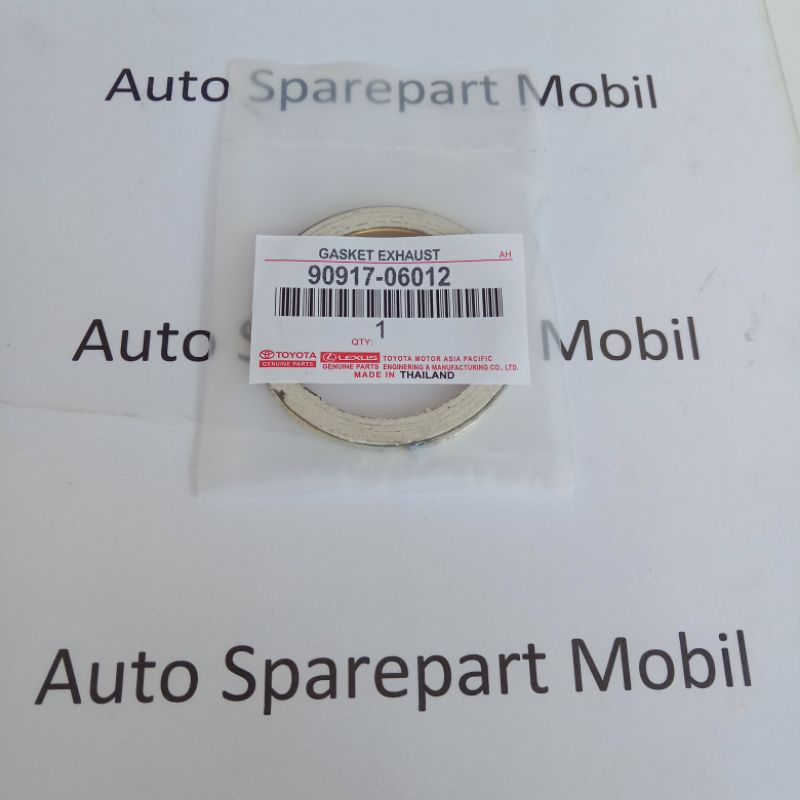 Auto Sparepart Mobil
GASKET EXHAUST AH
90917-06012
1
QTY:
TOYOTA LEXUS TOYOTA MOTOR ASIA PACIFIC
GENUINE PARTS GENUINE PARTS ENGINERING & MANUFACTURING CO., LTD.
MADE IN THAILAND
Auto S Mobil
Auto Sparepart Mobil